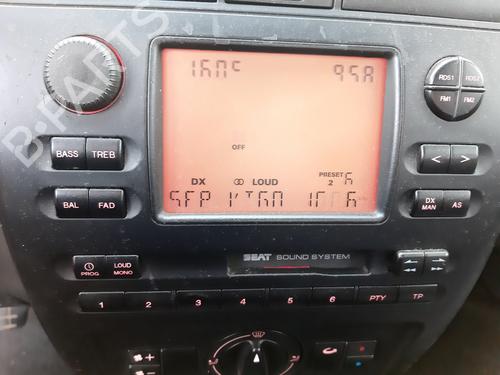 RDS1 RDS2
FM1 FM2
OFF
DX LOUD
PRESET
2
BASS TREB
< >
BAL FAD
DX
MAN
AS
PROG
LOUD
MONO
SEAT SOUND SYSTEM
1 2 3 4 5 6 PTY TP
B-PARTS